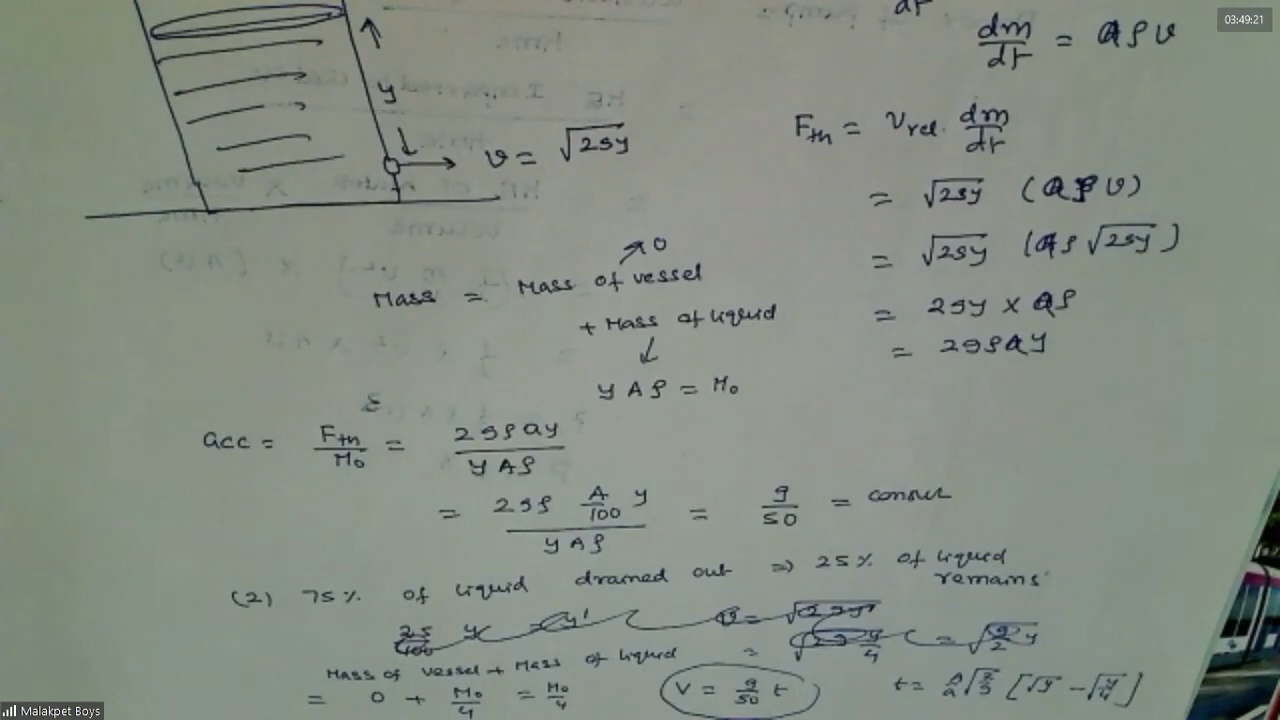 03:49:21
dm/dt = aρv
y
v = √2gy
F_th = v_rel. dm/dt
= √2gy (aρv)
= √2gy (aρ√2gy)
= 2gy × aρ
= 2gρay
Mass = Mass of vessel ↗0
+ Mass of liquid
↓
yAρ = M₀
acc = F_th/M₀ = 2gρay/yAρ
= 2gρ A/100 y / yAρ = g/50 = const
(2) 75% of liquid drained out ⇒ 25% of liquid remains
Mass of vessel + Mass of liquid
= 0 + M₀/4 = M₀/4
V = g/50 t
t = A/a √2/g [√y - √y/4]
Malakpet Boys